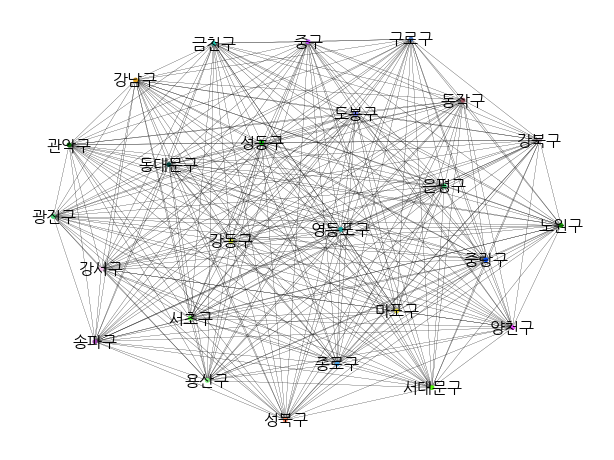 금천구
중구
구로구
강남구
동작구
도봉구
관악구
성동구
강북구
동대문구
은평구
광진구
영등포구
노원구
강동구
강서구
중랑구
서초구
마포구
양천구
송파구
종로구
용산구
서대문구
성북구